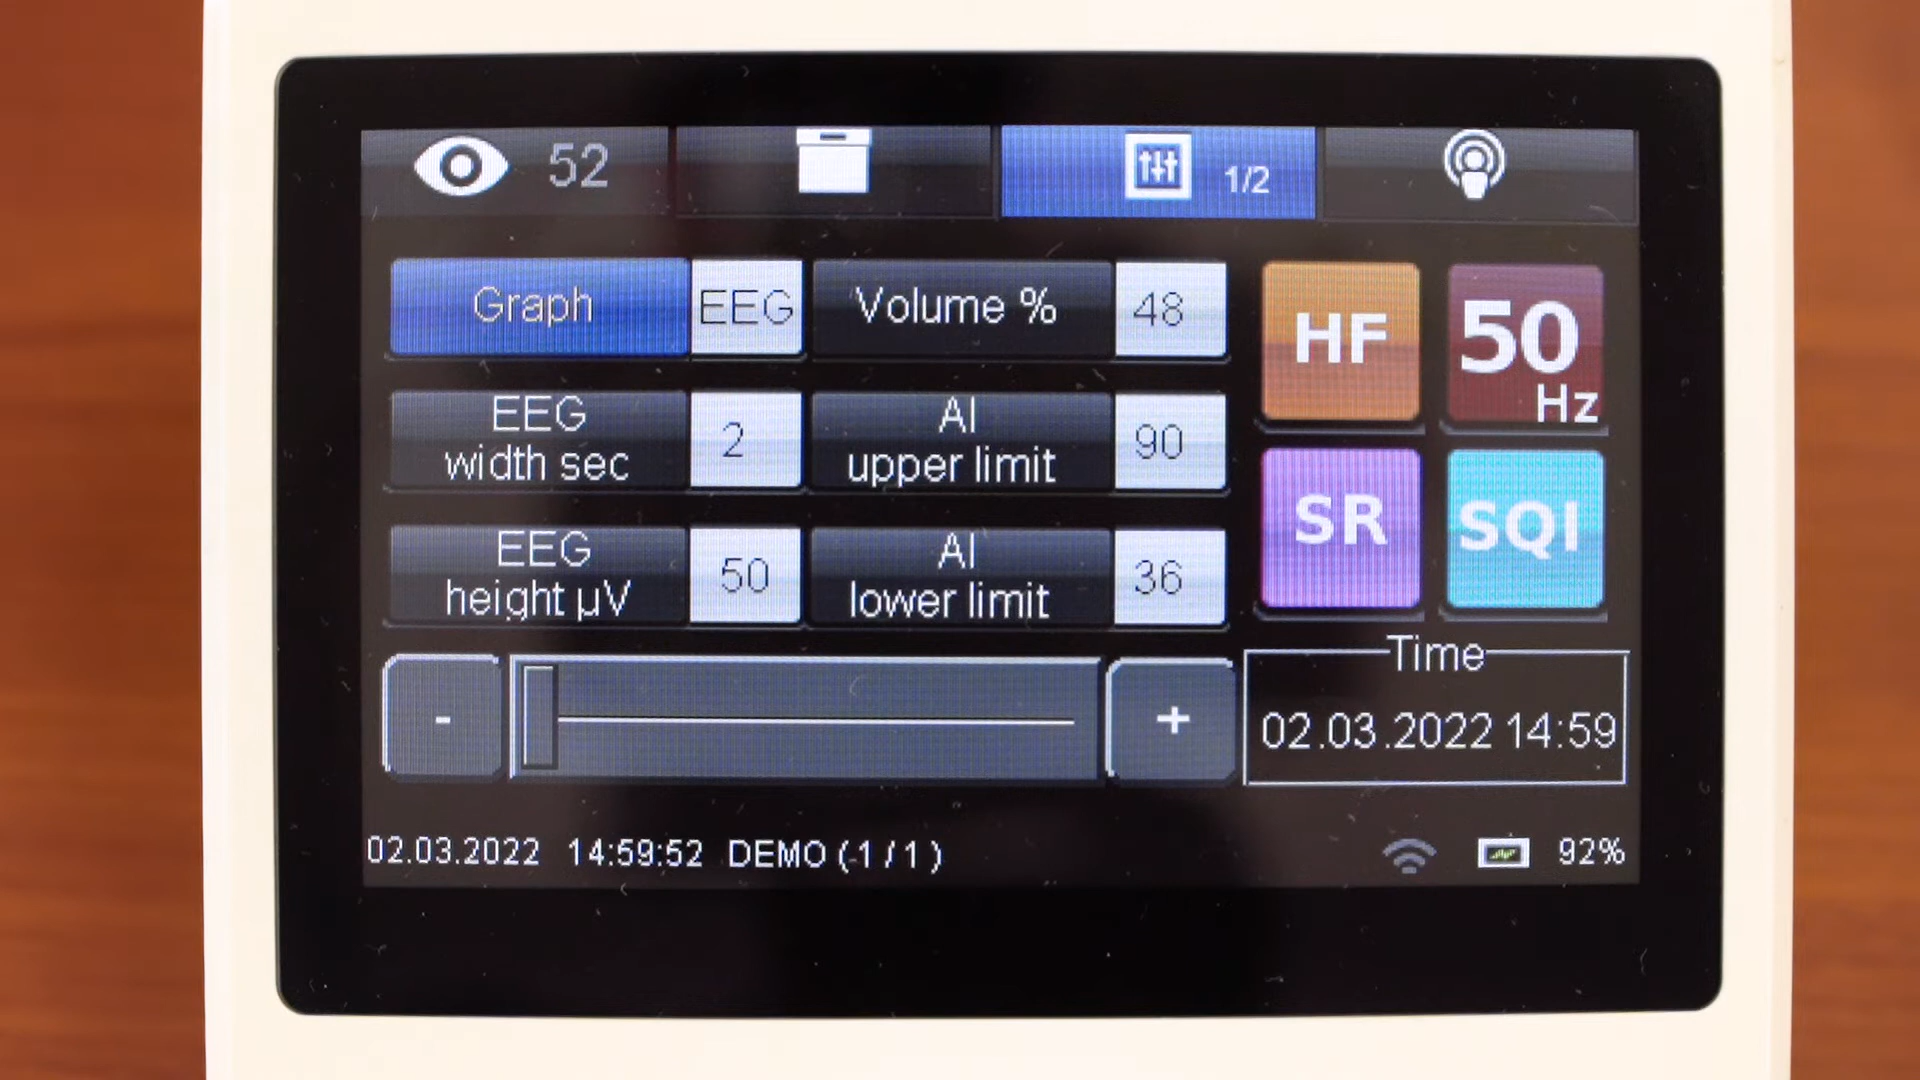 52
1/2
Graph EEG Volume % 48
EEG
width sec 2
AI
upper limit 90
EEG
height µV 50
AI
lower limit 36
HF
50
Hz
SR
SQI
- +
Time
02.03.2022 14:59
02.03.2022 14:59:52 DEMO ( 1 / 1 ) 92%